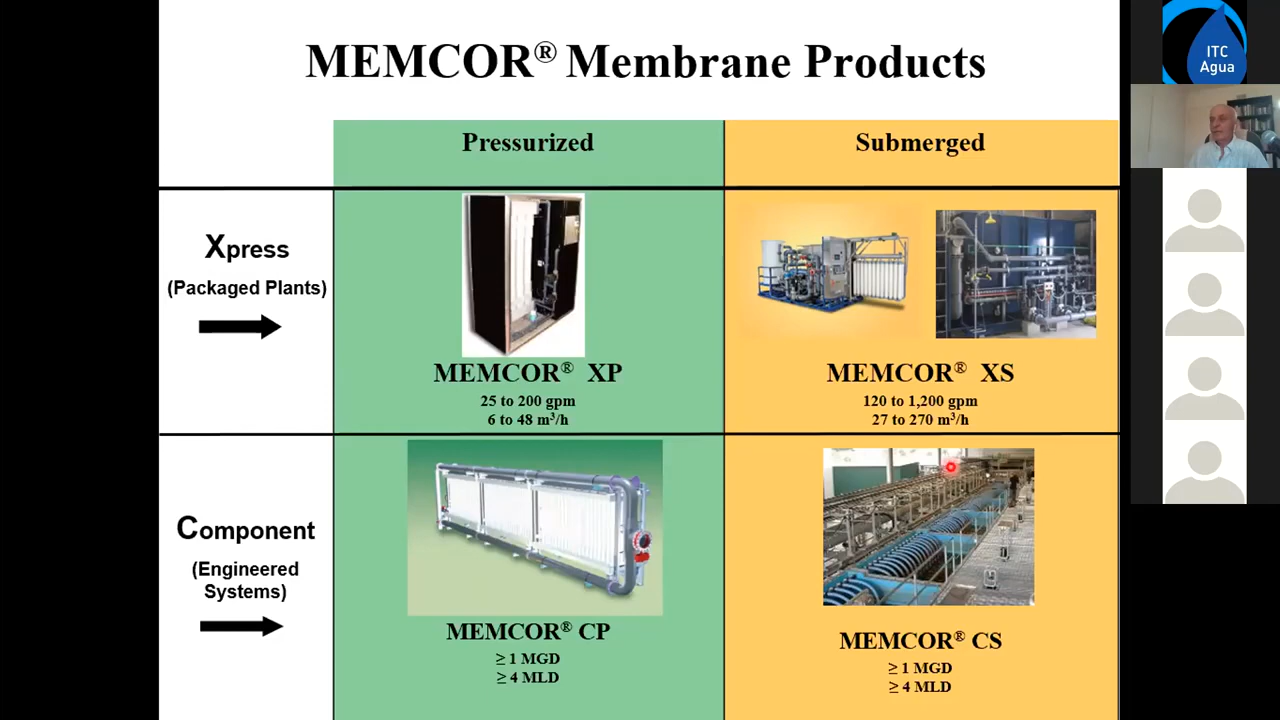 MEMCOR® Membrane Products
ITC
Agua
Pressurized
Submerged
Xpress
(Packaged Plants)
MEMCOR® XP
25 to 200 gpm
6 to 48 m³/h
MEMCOR® XS
120 to 1,200 gpm
27 to 270 m³/h
Component
(Engineered
Systems)
MEMCOR® CP
≥ 1 MGD
≥ 4 MLD
MEMCOR® CS
≥ 1 MGD
≥ 4 MLD